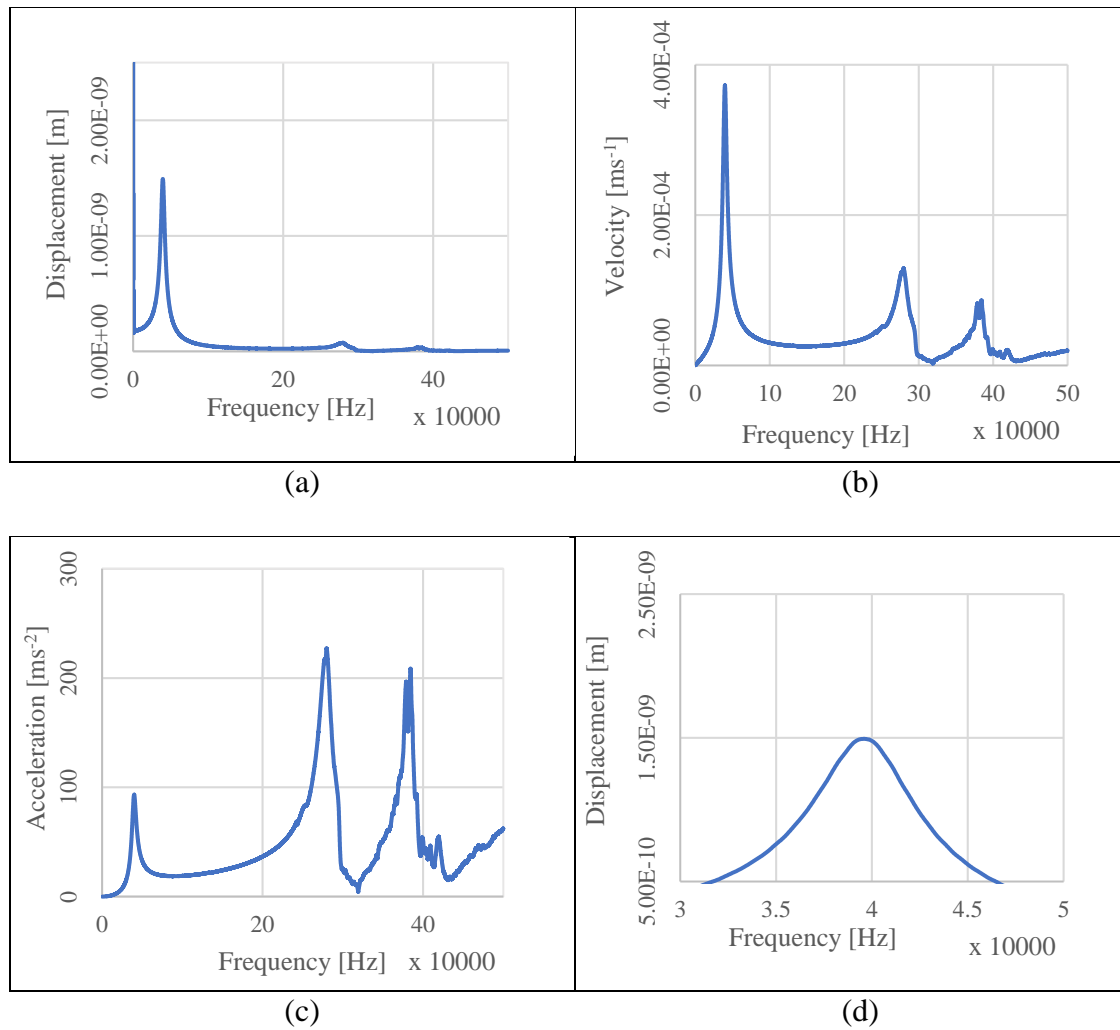 Displacement [m]
2.00E-09
1.00E-09
0.00E+00
0 20 40
Frequency [Hz]
x 10000
(a)
Velocity [ms-1]
4.00E-04
2.00E-04
0.00E+00
0 10 20 30 40 50
Frequency [Hz]
x 10000
(b)
Acceleration [ms-2]
300
200
100
0
0 20 40
Frequency [Hz] x 10000
(c)
Displacement [m]
2.50E-09
1.50E-09
5.00E-10
3 3.5 4 4.5 5
Frequency [Hz]
x 10000
(d)